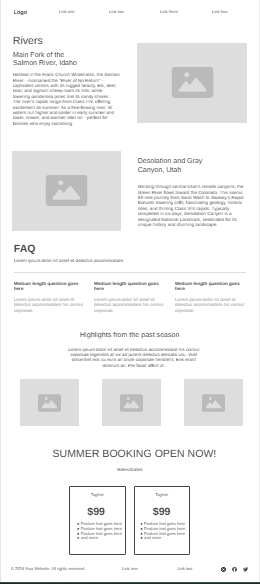 Logo
Link one
Link two
Link three
Link four
Rivers
Main Fork of the
Salmon River, Idaho
Nestled in the Frank Church Wilderness, the Salmon
River - nicknamed the "River of No Return" -
captivates visitors with its rugged beauty. Elk, deer,
bear, and bighorn sheep roam its hills, while
towering ponderosa pines line its sandy shores.
The river's rapids range from Class I-IV, offering
excitement all summer. As a free-flowing river, its
waters run higher and colder in early summer and
lower, slower, and warmer later on - perfect for
families who enjoy swimming.
Desolation and Gray
Canyon, Utah
Winding through central Utah's remote canyons, the
Green River flows toward the Colorado. This scenic
84-mile journey from Sand Wash to Swasey's Rapid
features towering cliffs, fascinating geology, historic
sites, and thrilling Class I-III rapids. Typically
completed in six days, Desolation Canyon is a
designated National Historic Landmark, known for its
unique history and stunning landscape.
FAQ
Lorem ipsum dolor sit amet et delectus accommodare
Medium length question goes
here
Lorem ipsum dolor sit amet et
delectus accommodare his consul
copiosae.
Medium length question goes
here
Lorem ipsum dolor sit amet et
delectus accommodare his consul
copiosae.
Medium length question goes
here
Lorem ipsum dolor sit amet et
delectus accommodare his consul
copiosae.
Highlights from the past season
Lorem ipsum dolor sit amet et delectus accommodare his consul
copiosae legendos at vix ad putent delectus delicata usu. Vidit
dissentiet eos cu eum an brute copiosae hendrerit. Eos erant
dolorum an. Per facer affert ut.
SUMMER BOOKING OPEN NOW!
Rates/dates
Tagline
$99
Feature text goes here
Feature text goes here
Feature text goes here
and more
Tagline
$99
Feature text goes here
Feature text goes here
Feature text goes here
and more
© 2024 Your Website. All rights reserved.
Link one
Link two